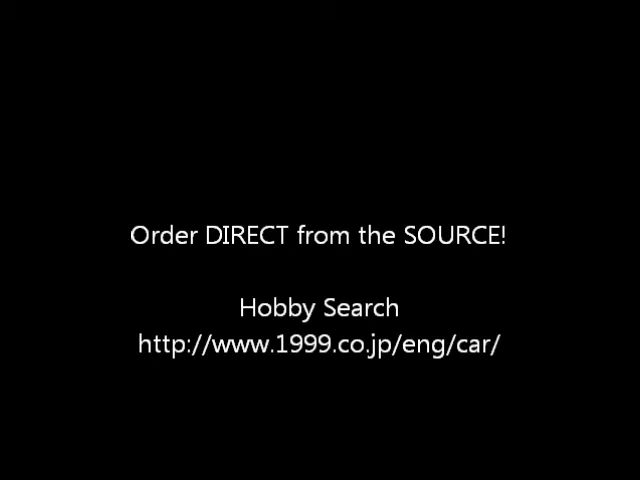 Order DIRECT from the SOURCE!
Hobby Search
http://www.1999.co.jp/eng/car/